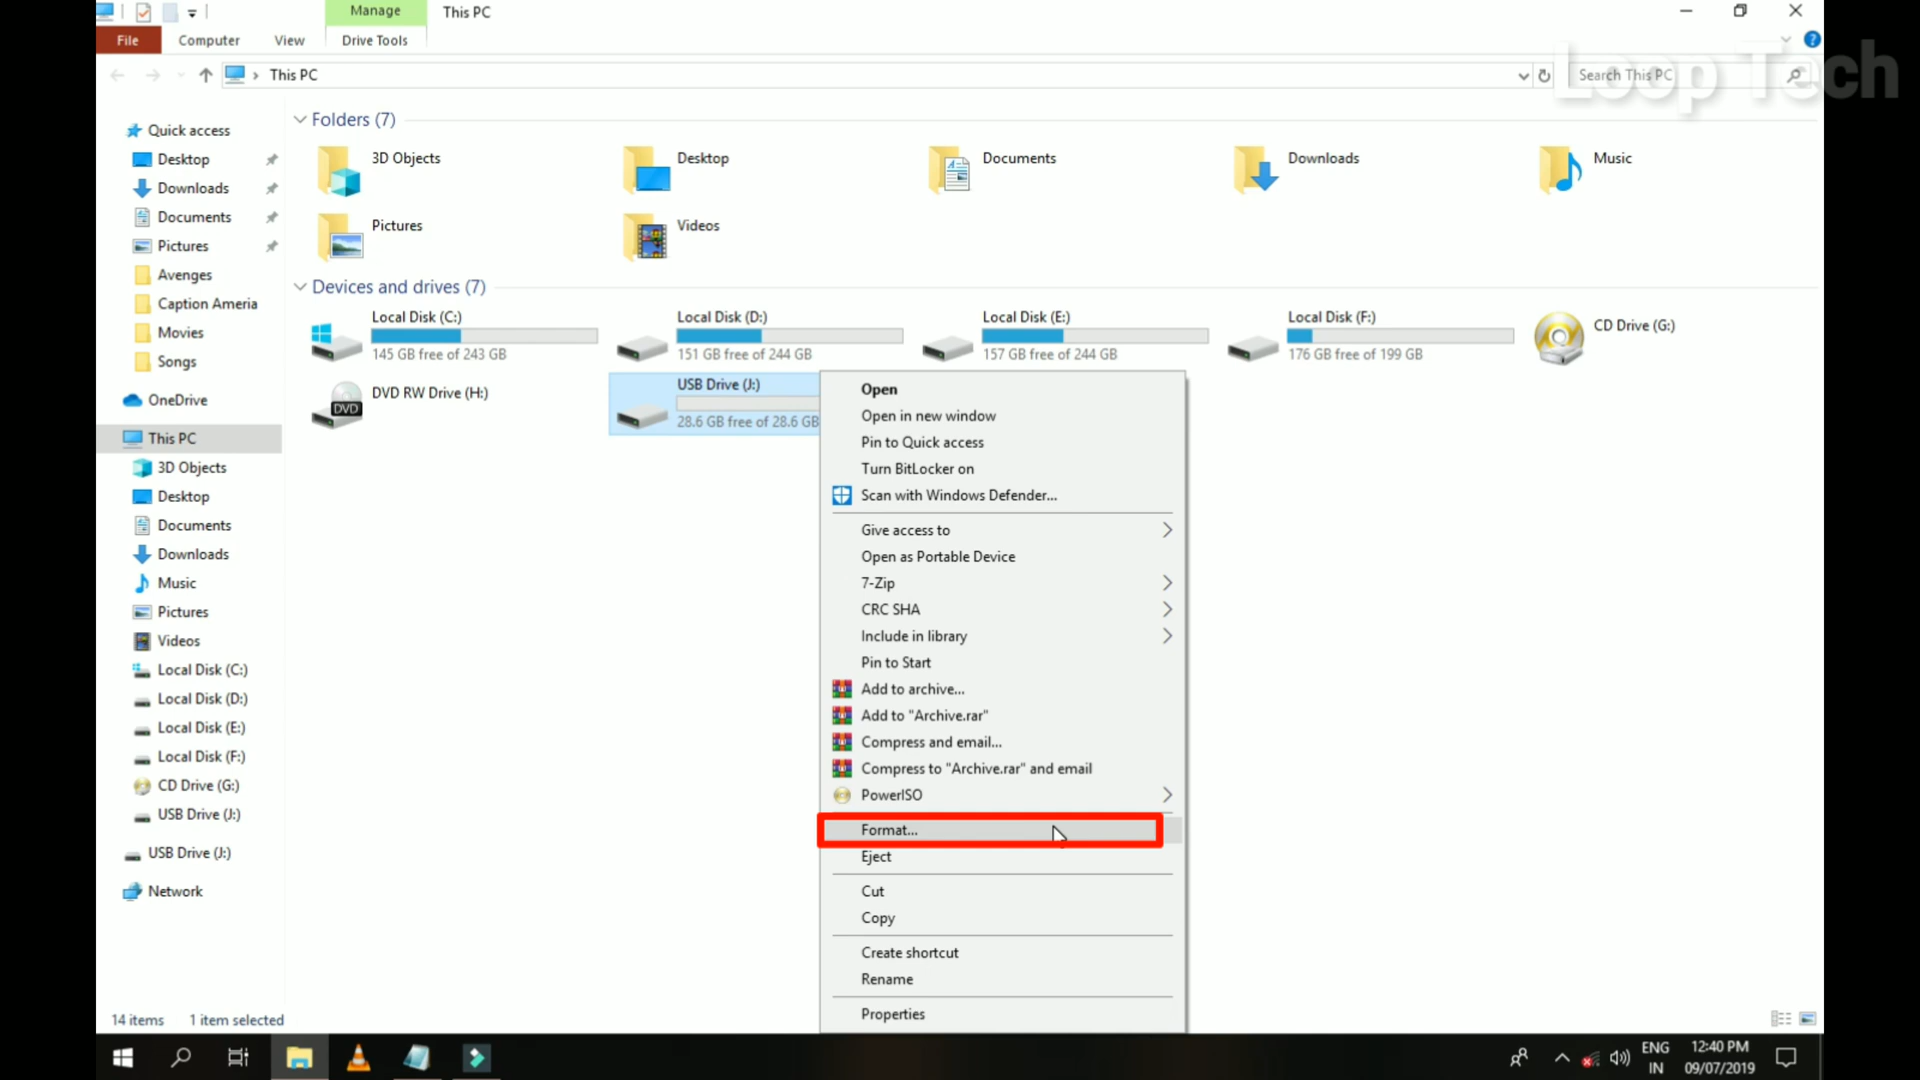 Manage
This PC
File
Computer
View
Drive Tools
This PC
Search This PC
Loop Tech
Quick access
Desktop
Downloads
Documents
Pictures
Avenges
Caption Ameria
Movies
Songs
OneDrive
This PC
3D Objects
Desktop
Documents
Downloads
Music
Pictures
Videos
Local Disk (C:)
Local Disk (D:)
Local Disk (E:)
Local Disk (F:)
CD Drive (G:)
USB Drive (J:)
USB Drive (J:)
Network
Folders (7)
3D Objects
Desktop
Documents
Downloads
Music
Pictures
Videos
Devices and drives (7)
Local Disk (C:)
145 GB free of 243 GB
Local Disk (D:)
151 GB free of 244 GB
Local Disk (E:)
157 GB free of 244 GB
Local Disk (F:)
176 GB free of 199 GB
CD Drive (G:)
DVD
DVD RW Drive (H:)
USB Drive (J:)
28.6 GB free of 28.6 GB
Open
Open in new window
Pin to Quick access
Turn BitLocker on
Scan with Windows Defender...
Give access to
Open as Portable Device
7-Zip
CRC SHA
Include in library
Pin to Start
Add to archive...
Add to "Archive.rar"
Compress and email...
Compress to "Archive.rar" and email
PowerISO
Format...
Eject
Cut
Copy
Create shortcut
Rename
Properties
14 items
1 item selected
ENG
IN
12:40 PM
09/07/2019